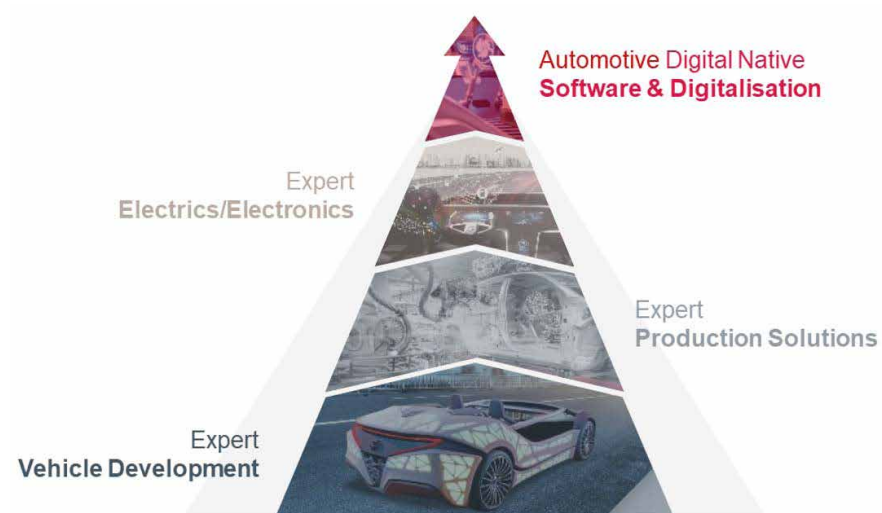 Automotive Digital Native
Software & Digitalisation
Expert
Electrics/Electronics
Expert
Production Solutions
Expert
Vehicle Development